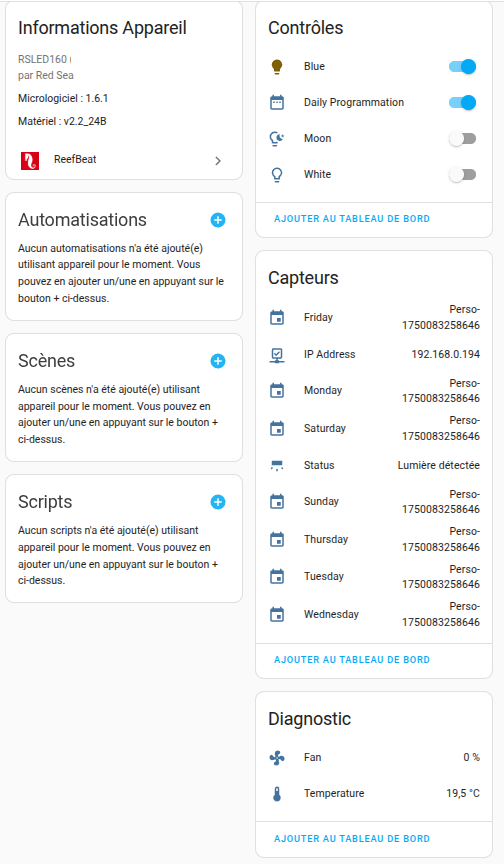 Informations Appareil
RSLED160
par Red Sea
Micrologiciel : 1.6.1
Matériel : v2.2_24B
ReefBeat
Automatisations
Aucun automatisations n'a été ajouté(e)
utilisant appareil pour le moment. Vous
pouvez en ajouter un/une en appuyant sur le
bouton + ci-dessus.
Scènes
Aucun scènes n'a été ajouté(e) utilisant
appareil pour le moment. Vous pouvez en
ajouter un/une en appuyant sur le bouton +
ci-dessus.
Scripts
Aucun scripts n'a été ajouté(e) utilisant
appareil pour le moment. Vous pouvez en
ajouter un/une en appuyant sur le bouton +
ci-dessus.
Contrôles
Blue
Daily Programmation
Moon
White
AJOUTER AU TABLEAU DE BORD
Capteurs
Friday Perso-
1750083258646
IP Address 192.168.0.194
Monday Perso-
1750083258646
Saturday Perso-
1750083258646
Status Lumière détectée
Sunday Perso-
1750083258646
Thursday Perso-
1750083258646
Tuesday Perso-
1750083258646
Wednesday Perso-
1750083258646
AJOUTER AU TABLEAU DE BORD
Diagnostic
Fan 0 %
Temperature 19,5 °C
AJOUTER AU TABLEAU DE BORD